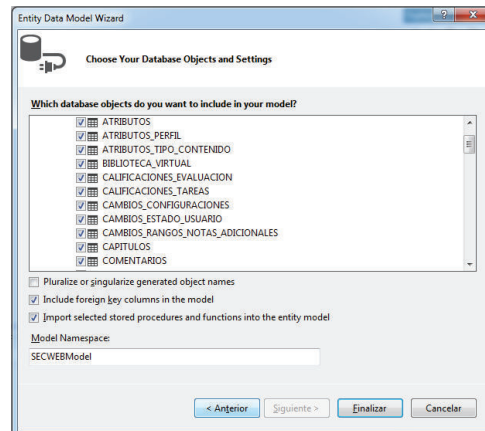 Entity Data Model Wizard
Choose Your Database Objects and Settings
Which database objects do you want to include in your model?
ATRIBUTOS
ATRIBUTOS_PERFIL
ATRIBUTOS_TIPO_CONTENIDO
BIBLIOTECA_VIRTUAL
CALIFICACIONES_EVALUACION
CALIFICACIONES_TAREAS
CAMBIOS_CONFIGURACIONES
CAMBIOS_ESTADO_USUARIO
CAMBIOS_RANGOS_NOTAS_ADICIONALES
CAPITULOS
COMENTARIOS
Pluralize or singularize generated object names
Include foreign key columns in the model
Import selected stored procedures and functions into the entity model
Model Namespace:
SECWEBModel
< Anterior Siguiente > Finalizar Cancelar